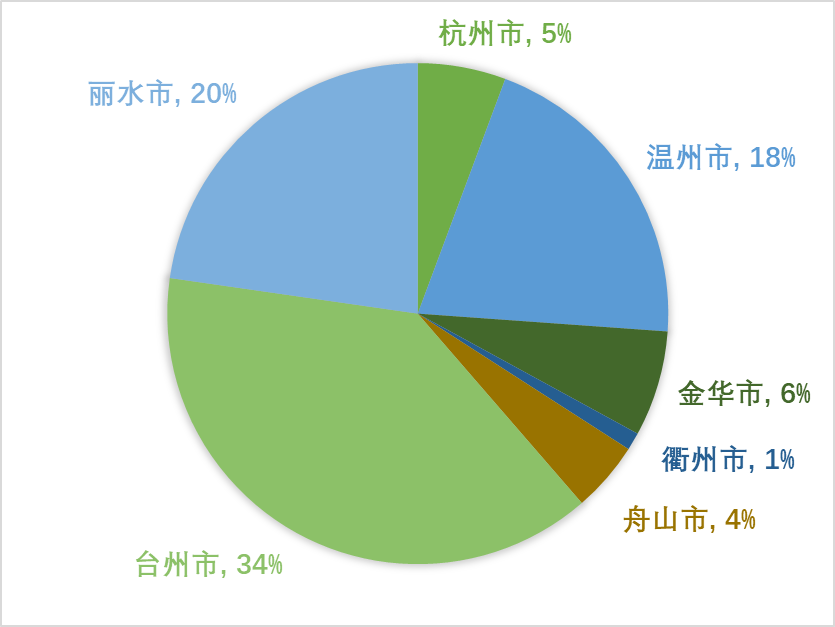 杭州市, 5%
丽水市, 20%
温州市, 18%
金华市, 6%
衢州市, 1%
舟山市, 4%
台州市, 34%